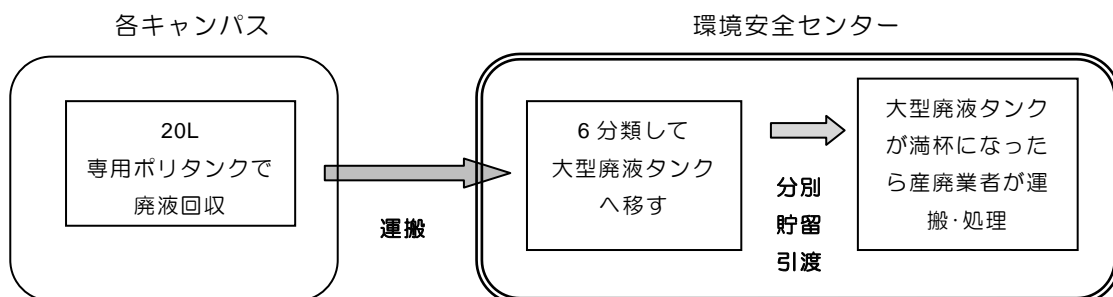 各キャンパス
環境安全センター
20L
専用ポリタンクで
廃液回収
運搬
6 分類して
大型廃液タンク
へ移す
分別
貯留
引渡
大型廃液タンク
が満杯になった
ら産廃業者が運
搬･処理